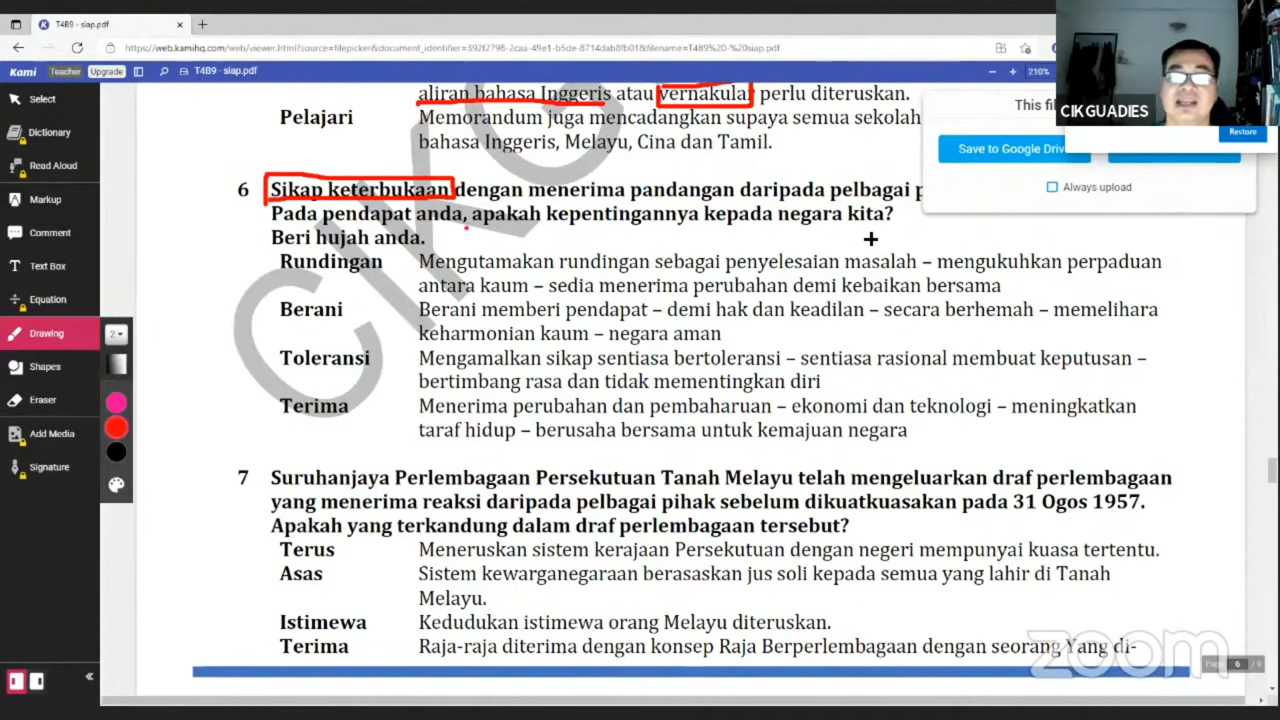 T4B9 - siap.pdf
https://web.kamihq.com/web/viewer.html?source=filepicker&document_identifier=392f2798-2caa-49e1-b5de-8714dab8fb01&filename=T4B9%20-%20siap.pdf
Kami Teacher Upgrade T4B9 - siap.pdf 210%
Select
Dictionary
Read Aloud
Markup
Comment
Text Box
Equation
Drawing
Shapes
Eraser
Add Media
Signature
2
CIKGUADIES
This
Restore
Save to Google
Always upload
aliran bahasa Inggeris atau vernakular perlu diteruskan.
Pelajari Memorandum juga mencadangkan supaya semua sekolah
bahasa Inggeris, Melayu, Cina dan Tamil.
6 Sikap keterbukaan dengan menerima pandangan daripada pelbagai
Pada pendapat anda, apakah kepentingannya kepada negara kita?
Beri hujah anda.
Rundingan Mengutamakan rundingan sebagai penyelesaian masalah – mengukuhkan perpaduan
antara kaum – sedia menerima perubahan demi kebaikan bersama
Berani Berani memberi pendapat – demi hak dan keadilan – secara berhemah – memelihara
keharmonian kaum – negara aman
Toleransi Mengamalkan sikap sentiasa bertoleransi – sentiasa rasional membuat keputusan –
bertimbang rasa dan tidak mementingkan diri
Terima Menerima perubahan dan pembaharuan – ekonomi dan teknologi – meningkatkan
taraf hidup – berusaha bersama untuk kemajuan negara
7 Suruhanjaya Perlembagaan Persekutuan Tanah Melayu telah mengeluarkan draf perlembagaan
yang menerima reaksi daripada pelbagai pihak sebelum dikuatkuasakan pada 31 Ogos 1957.
Apakah yang terkandung dalam draf perlembagaan tersebut?
Terus Meneruskan sistem kerajaan Persekutuan dengan negeri mempunyai kuasa tertentu.
Asas Sistem kewarganegaraan berasaskan jus soli kepada semua yang lahir di Tanah
Melayu.
Istimewa Kedudukan istimewa orang Melayu diteruskan.
Terima Raja-raja diterima dengan konsep Raja Berperlembagaan dengan seorang Yang di-
zoom
Page 6 / 9